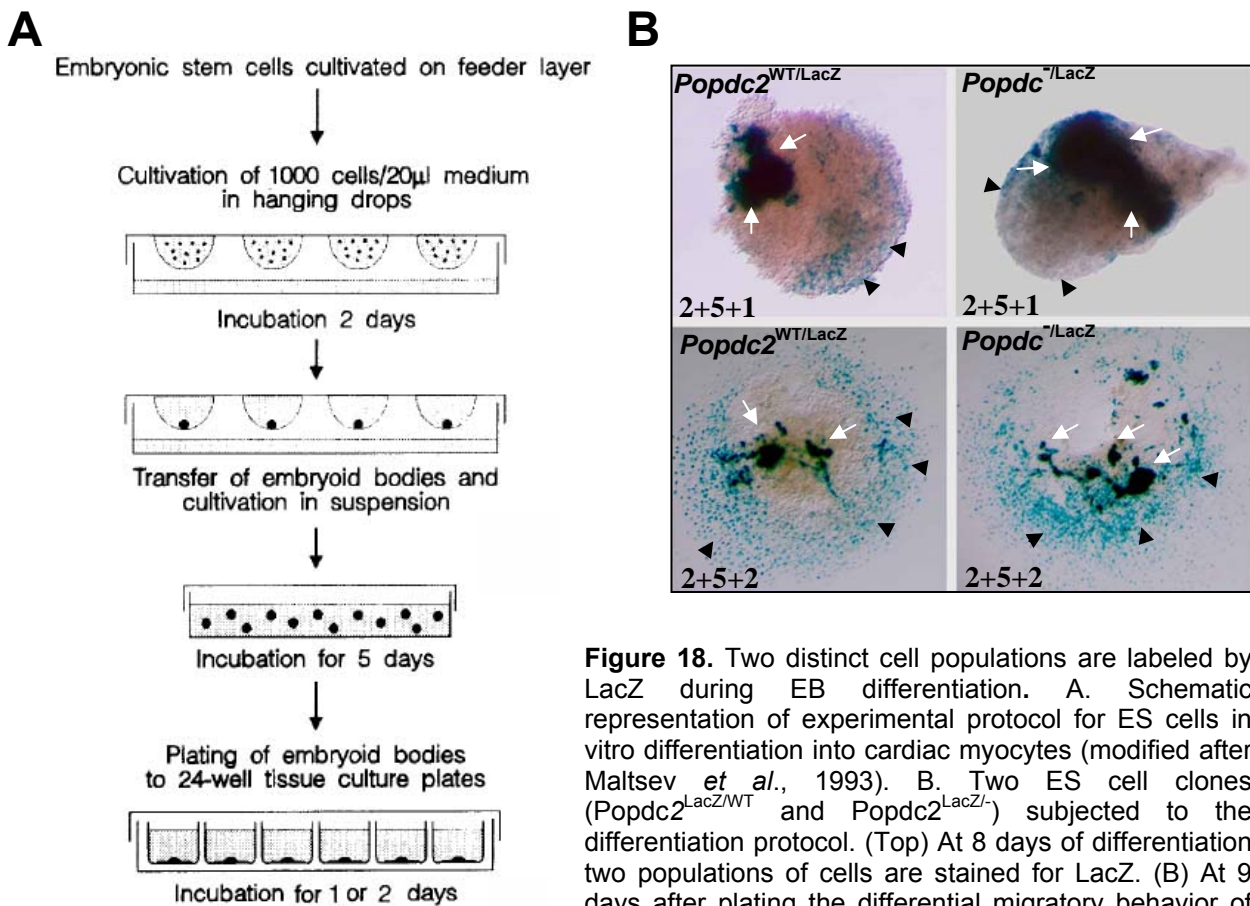 A
Embryonic stem cells cultivated on feeder layer
Cultivation of 1000 cells/20µl medium
in hanging drops
Incubation 2 days
Transfer of embryoid bodies and
cultivation in suspension
Incubation for 5 days
Plating of embryoid bodies
to 24-well tissue culture plates
Incubation for 1 or 2 days
B
Popdc2WT/LacZ
2+5+1
Popdc-/LacZ
2+5+1
Popdc2WT/LacZ
2+5+2
Popdc-/LacZ
2+5+2
Figure 18. Two distinct cell populations are labeled by
LacZ during EB differentiation. A. Schematic
representation of experimental protocol for ES cells in
vitro differentiation into cardiac myocytes (modified after
Maltsev et al., 1993). B. Two ES cell clones
(Popdc2LacZ/WT and Popdc2LacZ/-) subjected to the
differentiation protocol. (Top) At 8 days of differentiation
two populations of cells are stained for LacZ. (B) At 9
days after plating the differential migratory behavior of